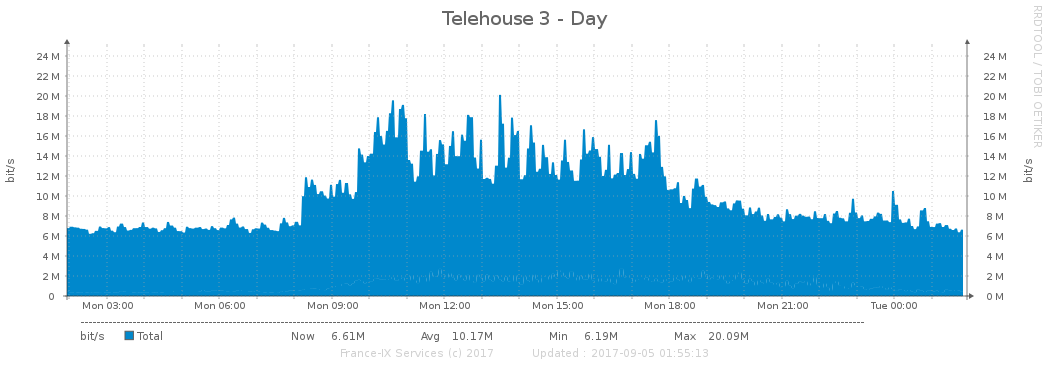 Telehouse 3 - Day
RRDTOOL / TOBI OETIKER
bit/s
bit/s
24 M 24 M
22 M 22 M
20 M 20 M
18 M 18 M
16 M 16 M
14 M 14 M
12 M 12 M
10 M 10 M
8 M 8 M
6 M 6 M
4 M 4 M
2 M 2 M
0 0 M
Mon 03:00 Mon 06:00 Mon 09:00 Mon 12:00 Mon 15:00 Mon 18:00 Mon 21:00 Tue 00:00
bit/s Total Now 6.61M Avg 10.17M Min 6.19M Max 20.09M
France-IX Services (c) 2017 Updated : 2017-09-05 01:55:13